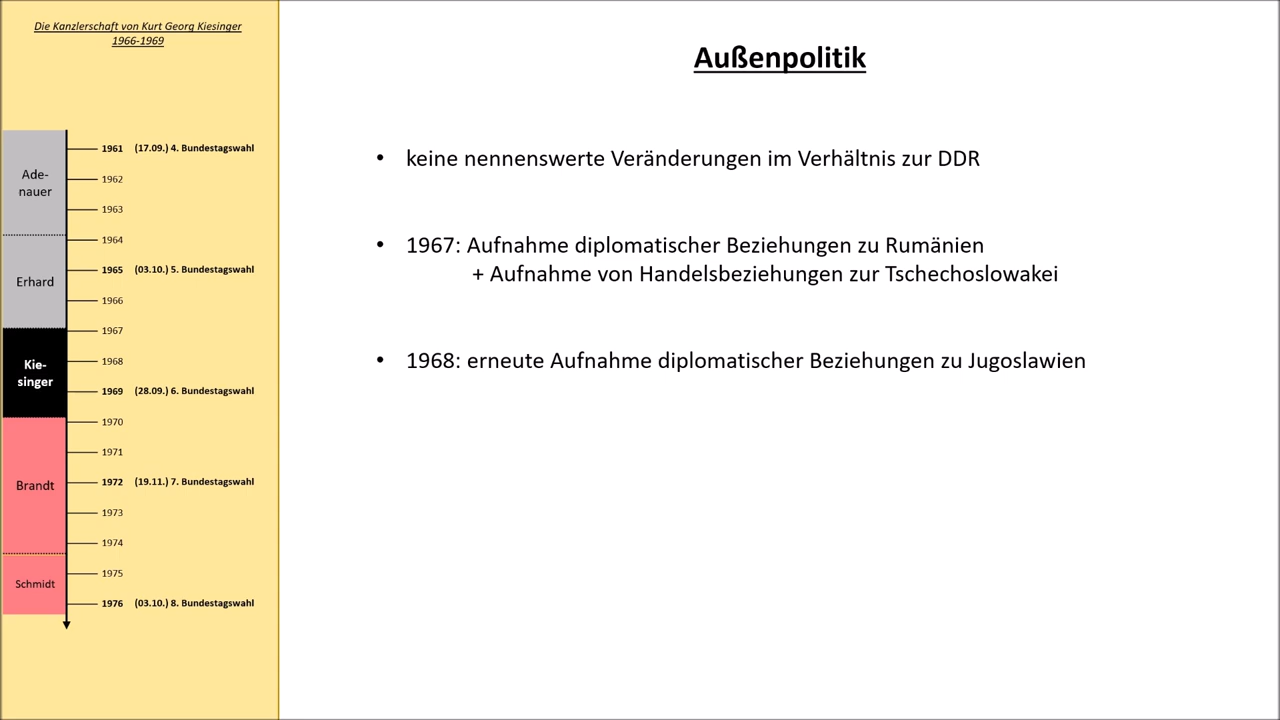 Die Kanzlerschaft von Kurt Georg Kiesinger
1966-1969
Ade-
nauer
Erhard
Kie-
singer
Brandt
Schmidt
1961 (17.09.) 4. Bundestagswahl
1962
1963
1964
1965 (03.10.) 5. Bundestagswahl
1966
1967
1968
1969 (28.09.) 6. Bundestagswahl
1970
1971
1972 (19.11.) 7. Bundestagswahl
1973
1974
1975
1976 (03.10.) 8. Bundestagswahl
Außenpolitik
• keine nennenswerte Veränderungen im Verhältnis zur DDR
• 1967: Aufnahme diplomatischer Beziehungen zu Rumänien
+ Aufnahme von Handelsbeziehungen zur Tschechoslowakei
• 1968: erneute Aufnahme diplomatischer Beziehungen zu Jugoslawien